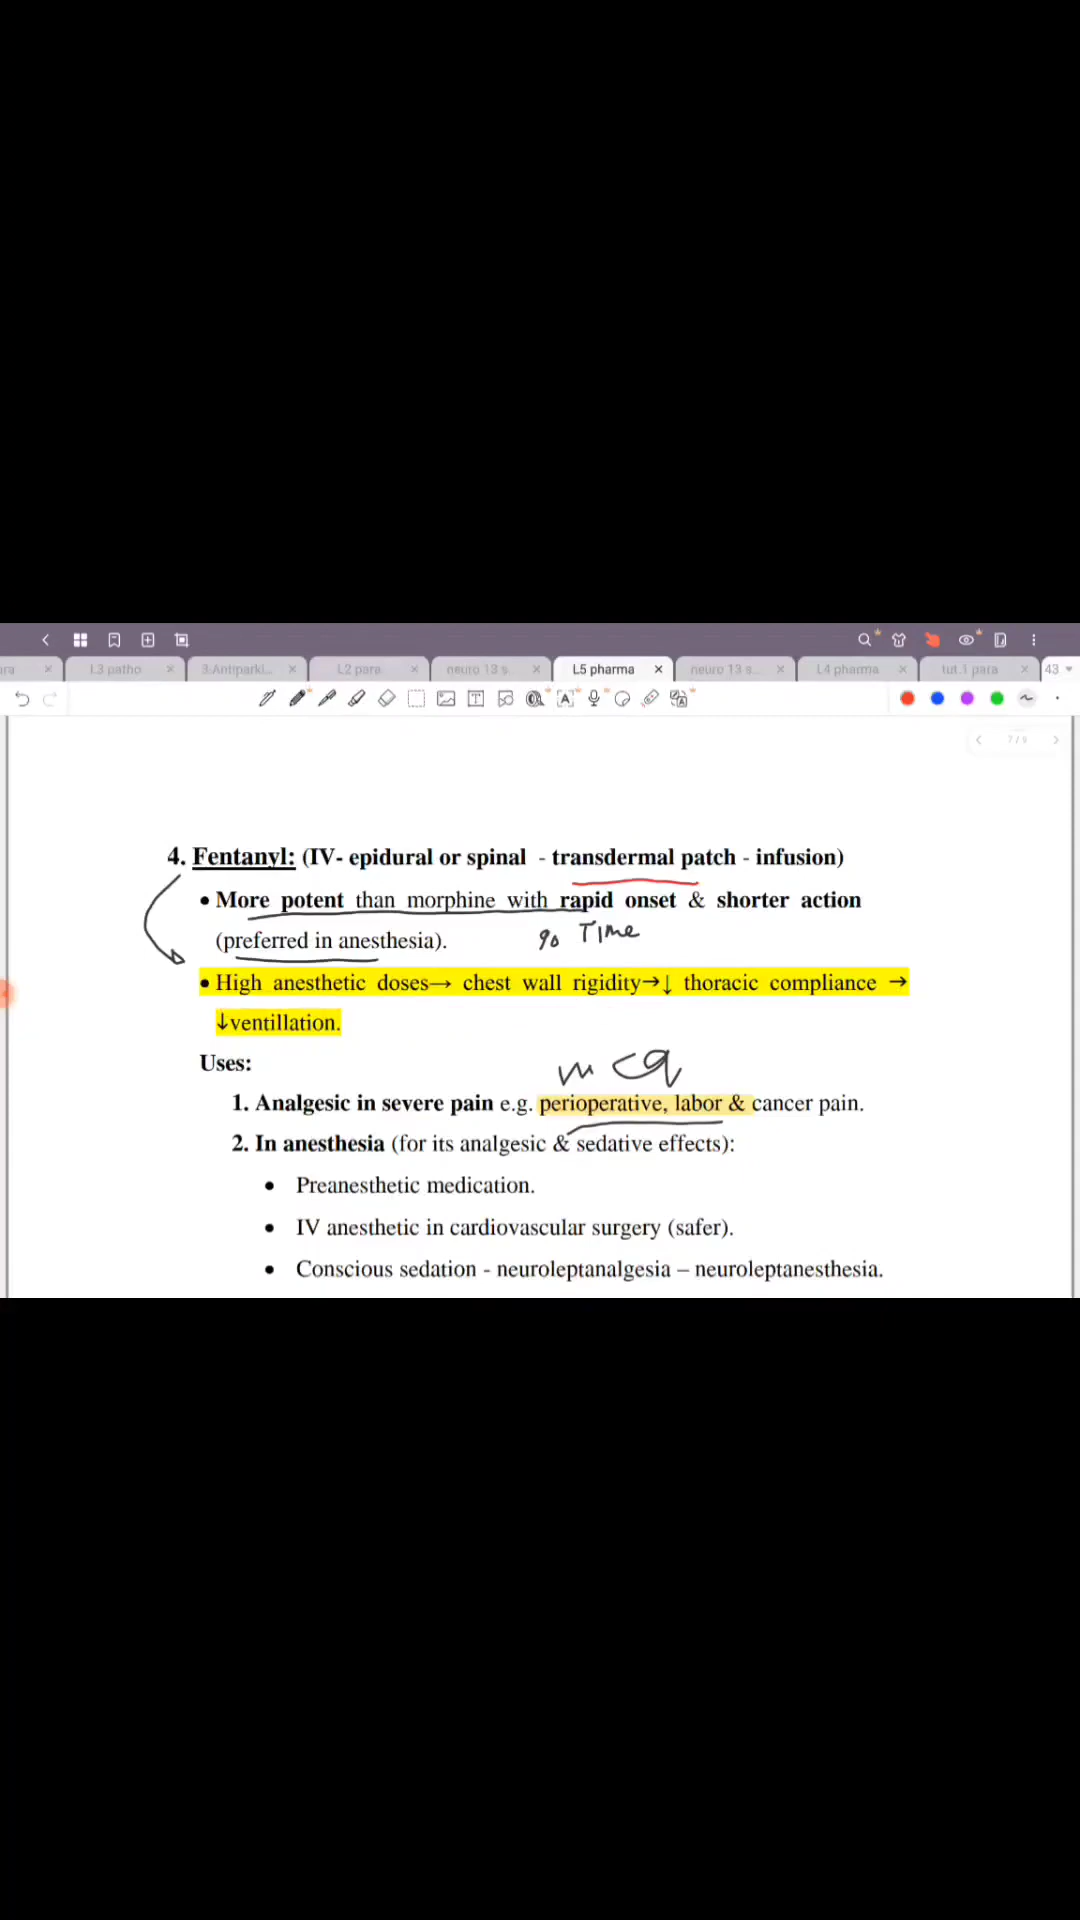 ara L3 patho 3.Antiparki... L2 para neuro 13 s... L5 pharma neuro 13 s... L4 pharma tut.1 para 43
7 / 9
4. Fentanyl: (IV- epidural or spinal - transdermal patch - infusion)
• More potent than morphine with rapid onset & shorter action
(preferred in anesthesia).
90 Time
• High anesthetic doses→ chest wall rigidity→↓ thoracic compliance →
↓ventillation.
Uses:
mcq
1. Analgesic in severe pain e.g. perioperative, labor & cancer pain.
2. In anesthesia (for its analgesic & sedative effects):
• Preanesthetic medication.
• IV anesthetic in cardiovascular surgery (safer).
• Conscious sedation - neuroleptanalgesia – neuroleptanesthesia.